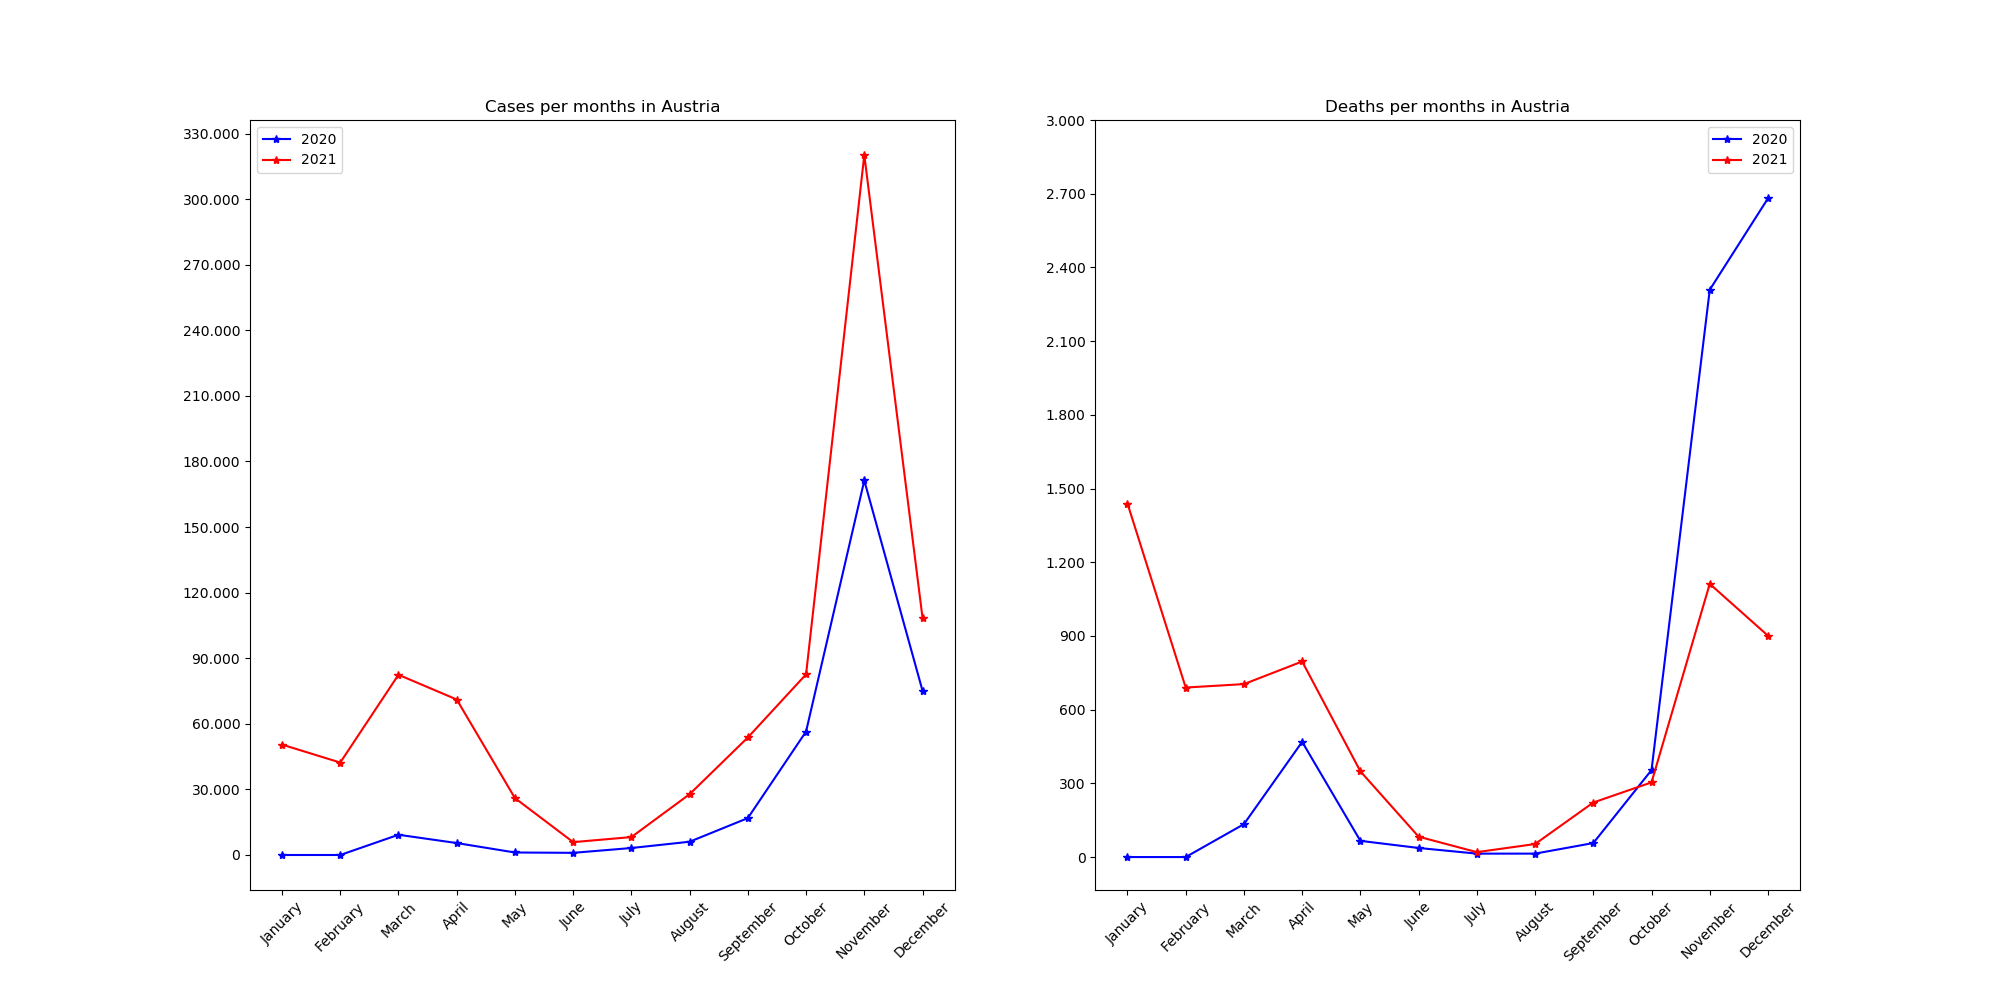 Cases per months in Austria
330.000
300.000
270.000
240.000
210.000
180.000
150.000
120.000
90.000
60.000
30.000
0
2020
2021
January
February
March
April
May
June
July
August
September
October
November
December
Deaths per months in Austria
3.000
2.700
2.400
2.100
1.800
1.500
1.200
900
600
300
0
2020
2021
January
February
March
April
May
June
July
August
September
October
November
December